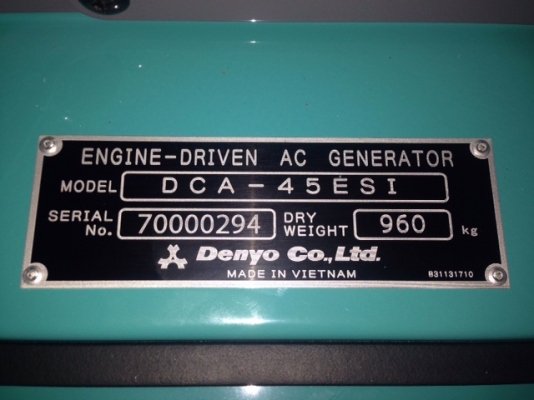 ENGINE-DRIVEN AC GENERATOR
MODEL DCA-45ESI
SERIAL No. 70000294 DRY WEIGHT 960 kg
Denyo Co.,Ltd.
MADE IN VIETNAM
831131710